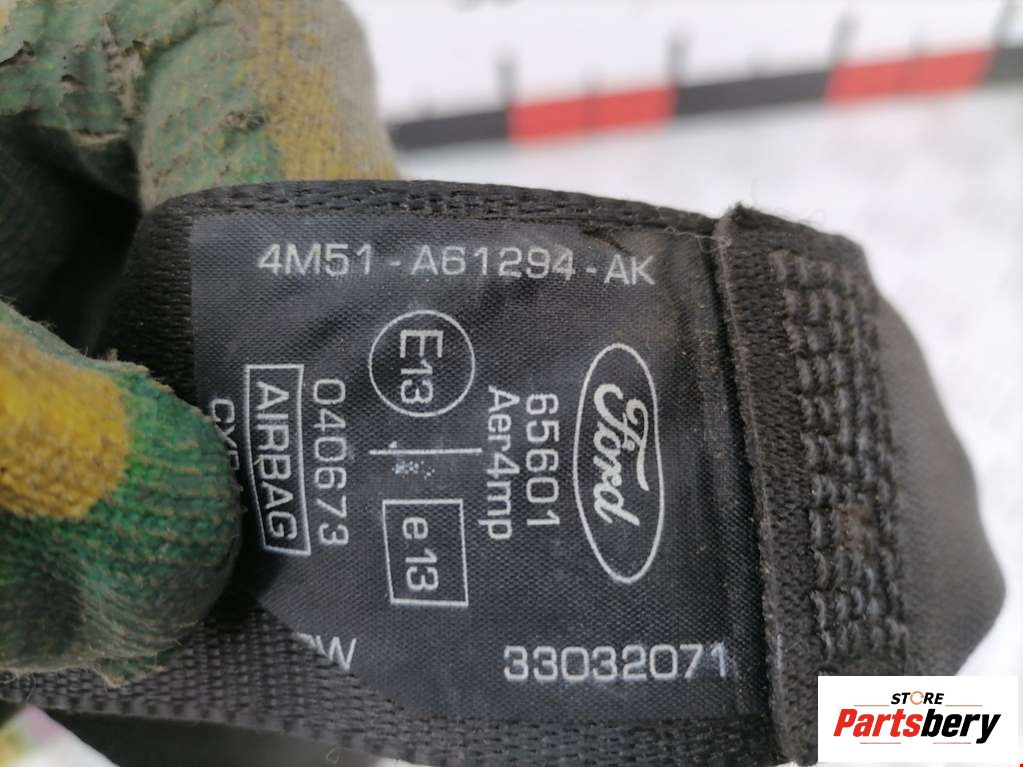 4M51-A61294-AK
Ford
65601
Aer4mp
E13
e13
040673
AIRBAG
33032071
STORE
Partsbery